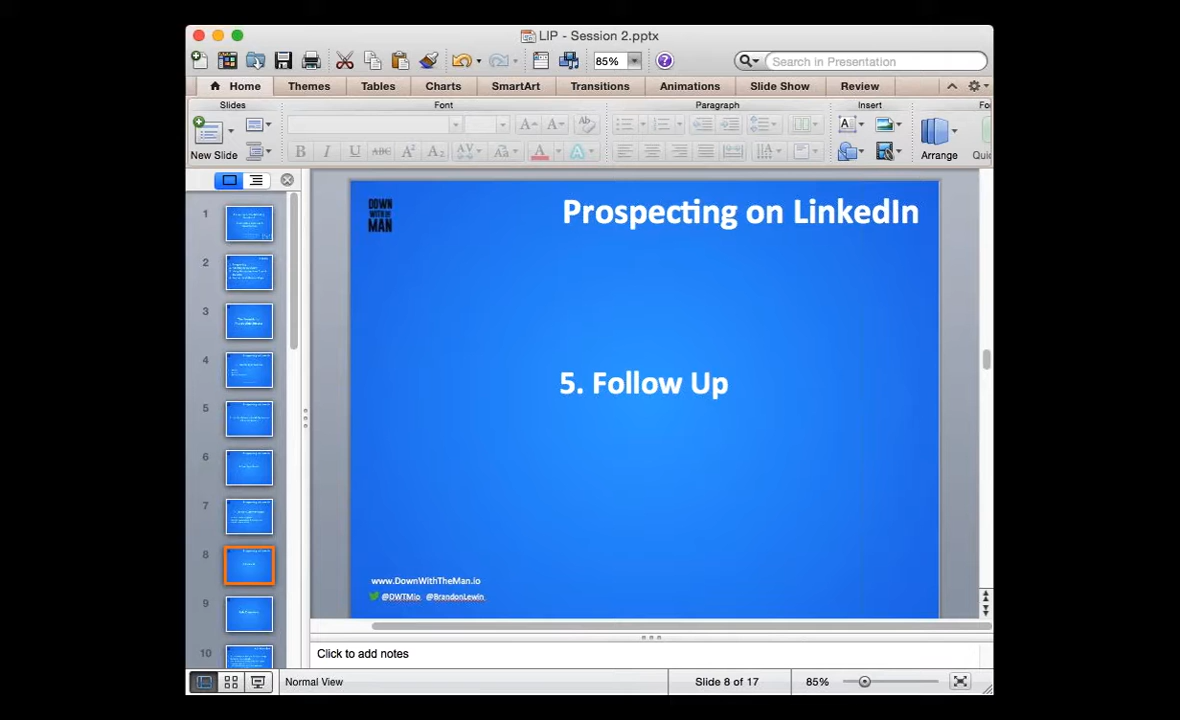 LIP - Session 2.pptx
85%
Search in Presentation
Home
Themes
Tables
Charts
SmartArt
Transitions
Animations
Slide Show
Review
Slides
Font
Paragraph
Insert
New Slide
Arrange
1
2
3
4
5
6
7
8
9
10
DOWN
WITH THE
MAN
Prospecting on LinkedIn
5. Follow Up
www.DownWithTheMan.io
@DWTMio @BrandonLewin
Click to add notes
Normal View
Slide 8 of 17
85%